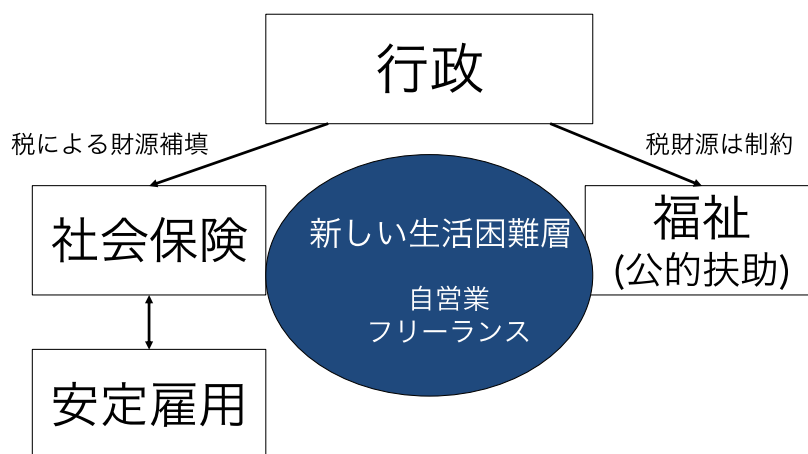 行政
税による財源補填
税財源は制約
社会保険
新しい生活困難層
福祉
(公的扶助)
自営業
フリーランス
安定雇用